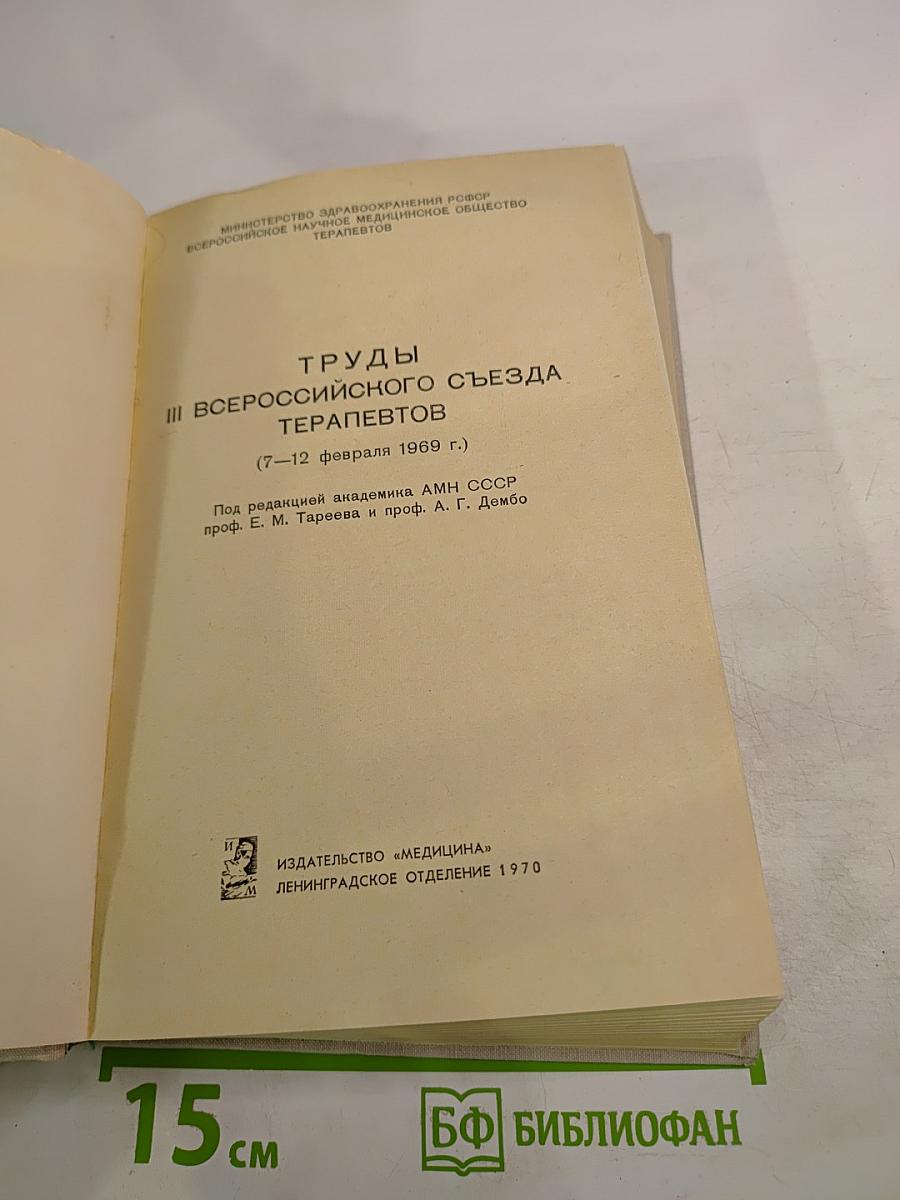 МИНИСТЕРСТВО ЗДРАВООХРАНЕНИЯ РСФСР
ВСЕРОССИЙСКОЕ НАУЧНОЕ МЕДИЦИНСКОЕ ОБЩЕСТВО
ТЕРАПЕВТОВ
ТРУДЫ
III ВСЕРОССИЙСКОГО СЪЕЗДА
ТЕРАПЕВТОВ
(7—12 февраля 1969 г.)
Под редакцией академика АМН СССР
проф. Е. М. Тареева и проф. А. Г. Дембо
И
М
ИЗДАТЕЛЬСТВО «МЕДИЦИНА»
ЛЕНИНГРАДСКОЕ ОТДЕЛЕНИЕ 1970
15 см
БФ БИБЛИОФАН